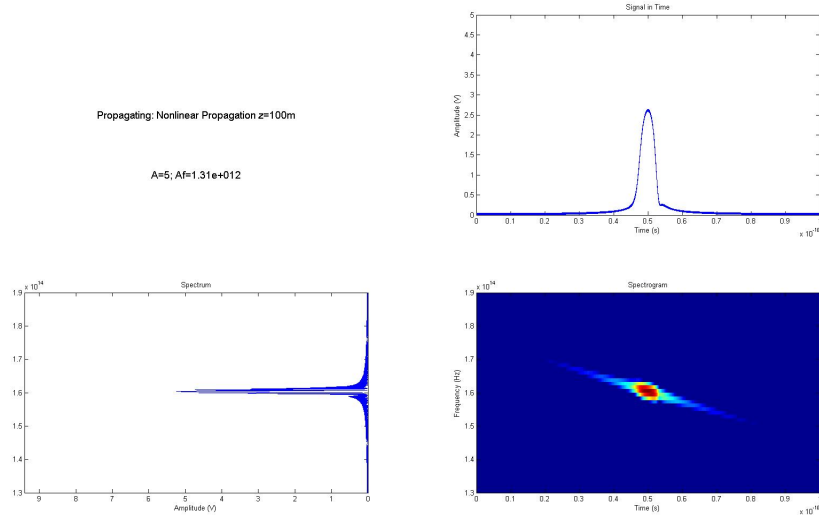 Signal in Time
5
4.5
4
3.5
3
2.5
2
1.5
1
0.5
0
Amplitude (V)
0 0.1 0.2 0.3 0.4 0.5 0.6 0.7 0.8 0.9
Time (s)
Propagating: Nonlinear Propagation z=100m
A=5; Af=1.31e+012
Spectrum
x 10^14
1.9
1.8
1.7
1.6
1.5
1.4
1.3
9 8 7 6 5 4 3 2 1 0
Amplitude (V)
Spectrogram
x 10^14
1.9
1.8
1.7
1.6
1.5
1.4
1.3
Frequency (Hz)
0 0.1 0.2 0.3 0.4 0.5 0.6 0.7 0.8 0.9
Time (s)